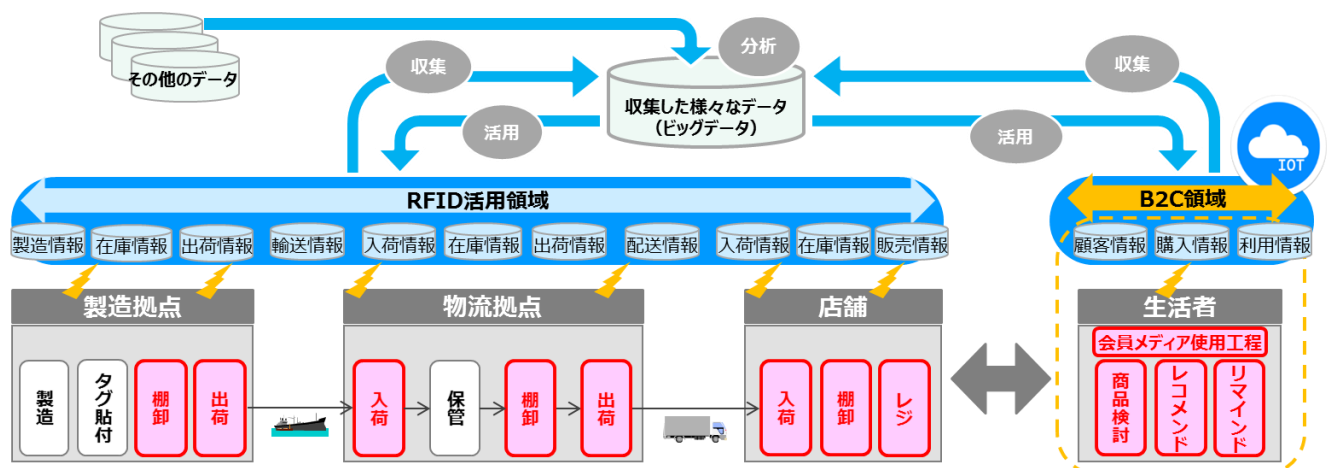 その他のデータ
収集
分析
収集
収集した様々なデータ
(ビッグデータ)
活用
活用
IOT
RFID活用領域
B2C領域
製造情報
在庫情報
出荷情報
輸送情報
入荷情報
在庫情報
出荷情報
配送情報
入荷情報
在庫情報
販売情報
顧客情報
購入情報
利用情報
製造拠点
物流拠点
店舗
生活者
会員メディア使用工程
製造
タグ貼付
棚卸
出荷
入荷
保管
棚卸
出荷
入荷
棚卸
レジ
商品検討
レコメンド
リマインド